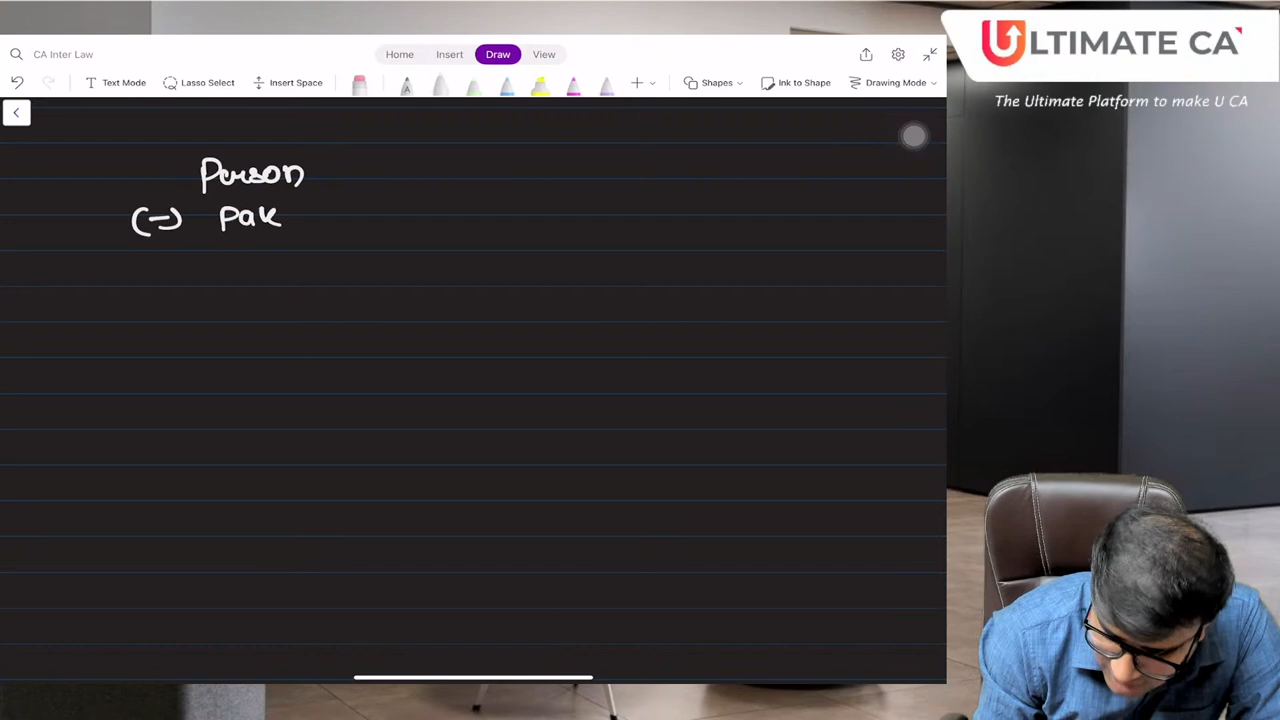 CA Inter Law
Home Insert Draw View
Text Mode Lasso Select Insert Space Shapes Ink to Shape Drawing Mode
ULTIMATE CA
The Ultimate Platform to make U CA
Person
(-) Pak